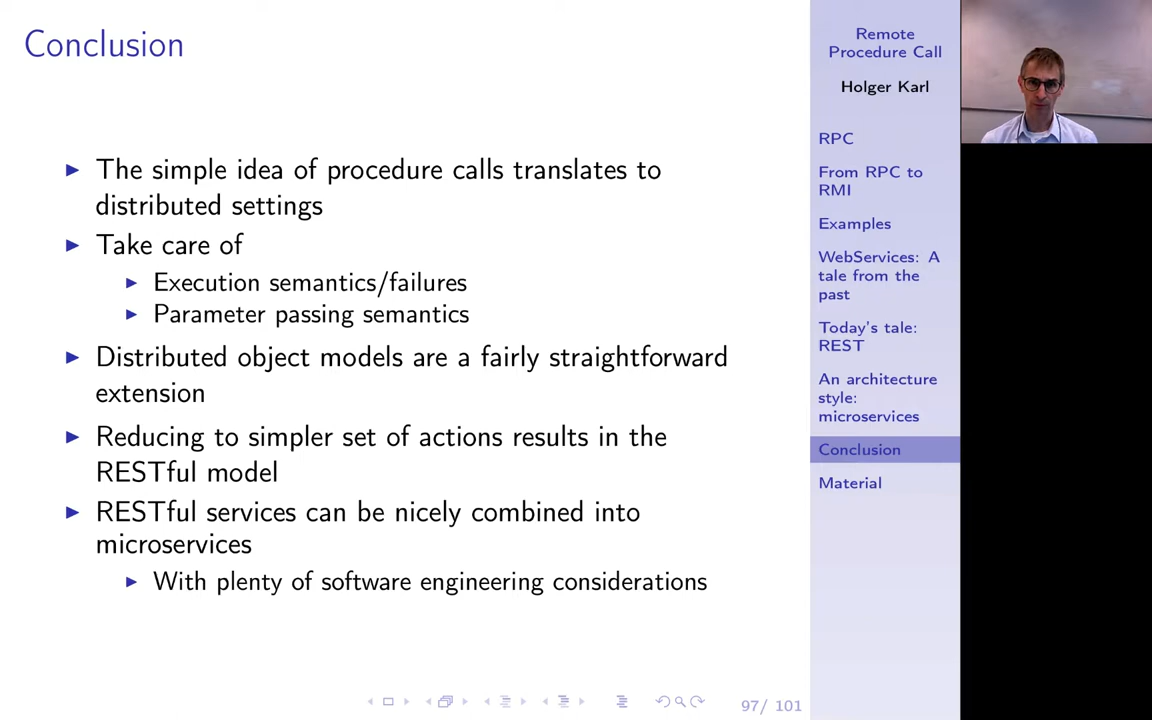 Conclusion
The simple idea of procedure calls translates to
distributed settings
Take care of
Execution semantics/failures
Parameter passing semantics
Distributed object models are a fairly straightforward
extension
Reducing to simpler set of actions results in the
RESTful model
RESTful services can be nicely combined into
microservices
With plenty of software engineering considerations
97/ 101
Remote
Procedure Call
Holger Karl
RPC
From RPC to
RMI
Examples
WebServices: A
tale from the
past
Today's tale:
REST
An architecture
style:
microservices
Conclusion
Material